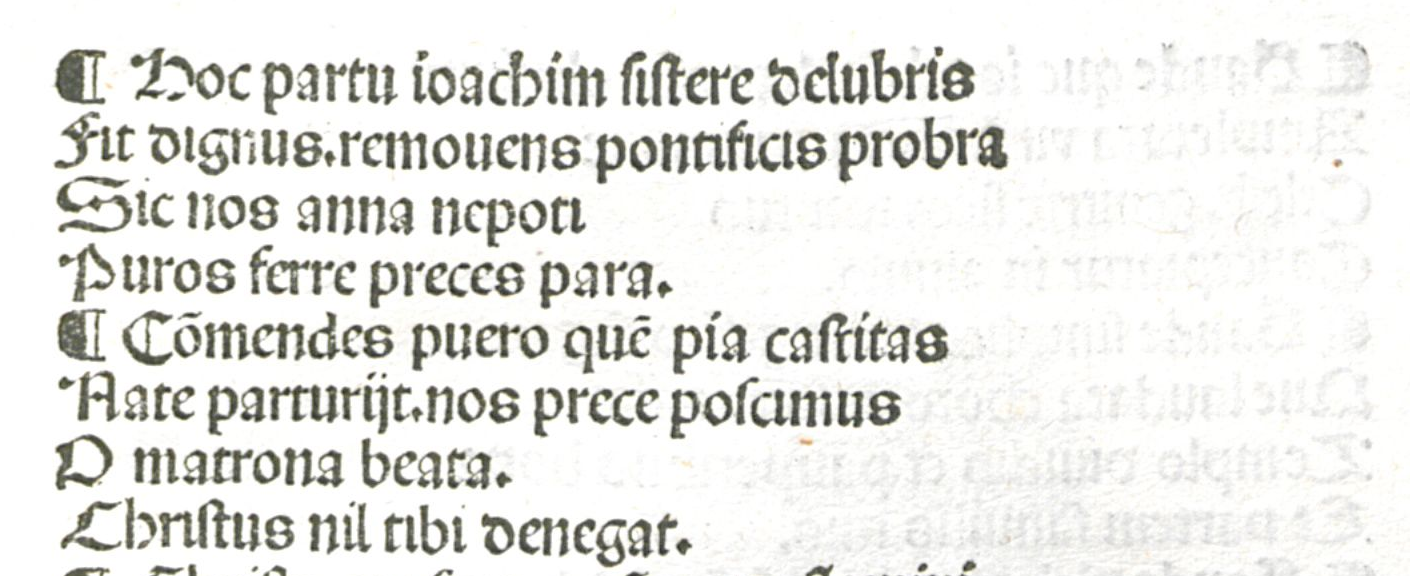 ¶ Hoc partu ioachim ſiſtere delubris
Fit dignus.remouens pontificis probra
Sic nos anna nepoti
Puros ferre preces para.
¶ Cōmendes puero quē pia caſtitas
Nate parturijt.nos prece poſcimus
O matrona beata.
Chriſtus nil tibi denegat.